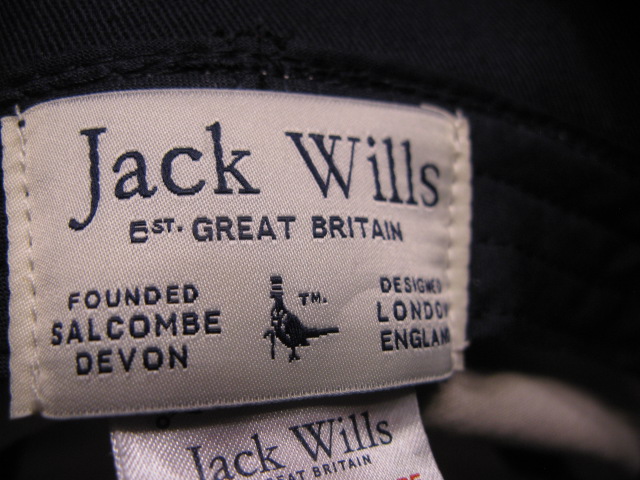 Jack Wills
EST. GREAT BRITAIN
FOUNDED
SALCOMBE
DEVON
TM.
DESIGNED
LONDON
ENGLAND
Jack Wills
GREAT BRITAIN